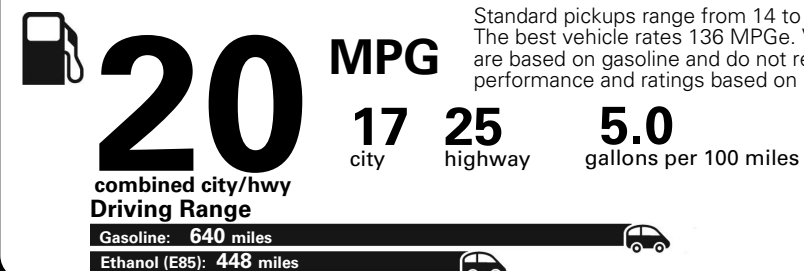 Standard pickups range from 14 to
The best vehicle rates 136 MPGe.
are based on gasoline and do not
performance and ratings based on
20
MPG
17 25 5.0
city highway gallons per 100 miles
combined city/hwy
Driving Range
Gasoline: 640 miles
Ethanol (E85): 448 miles